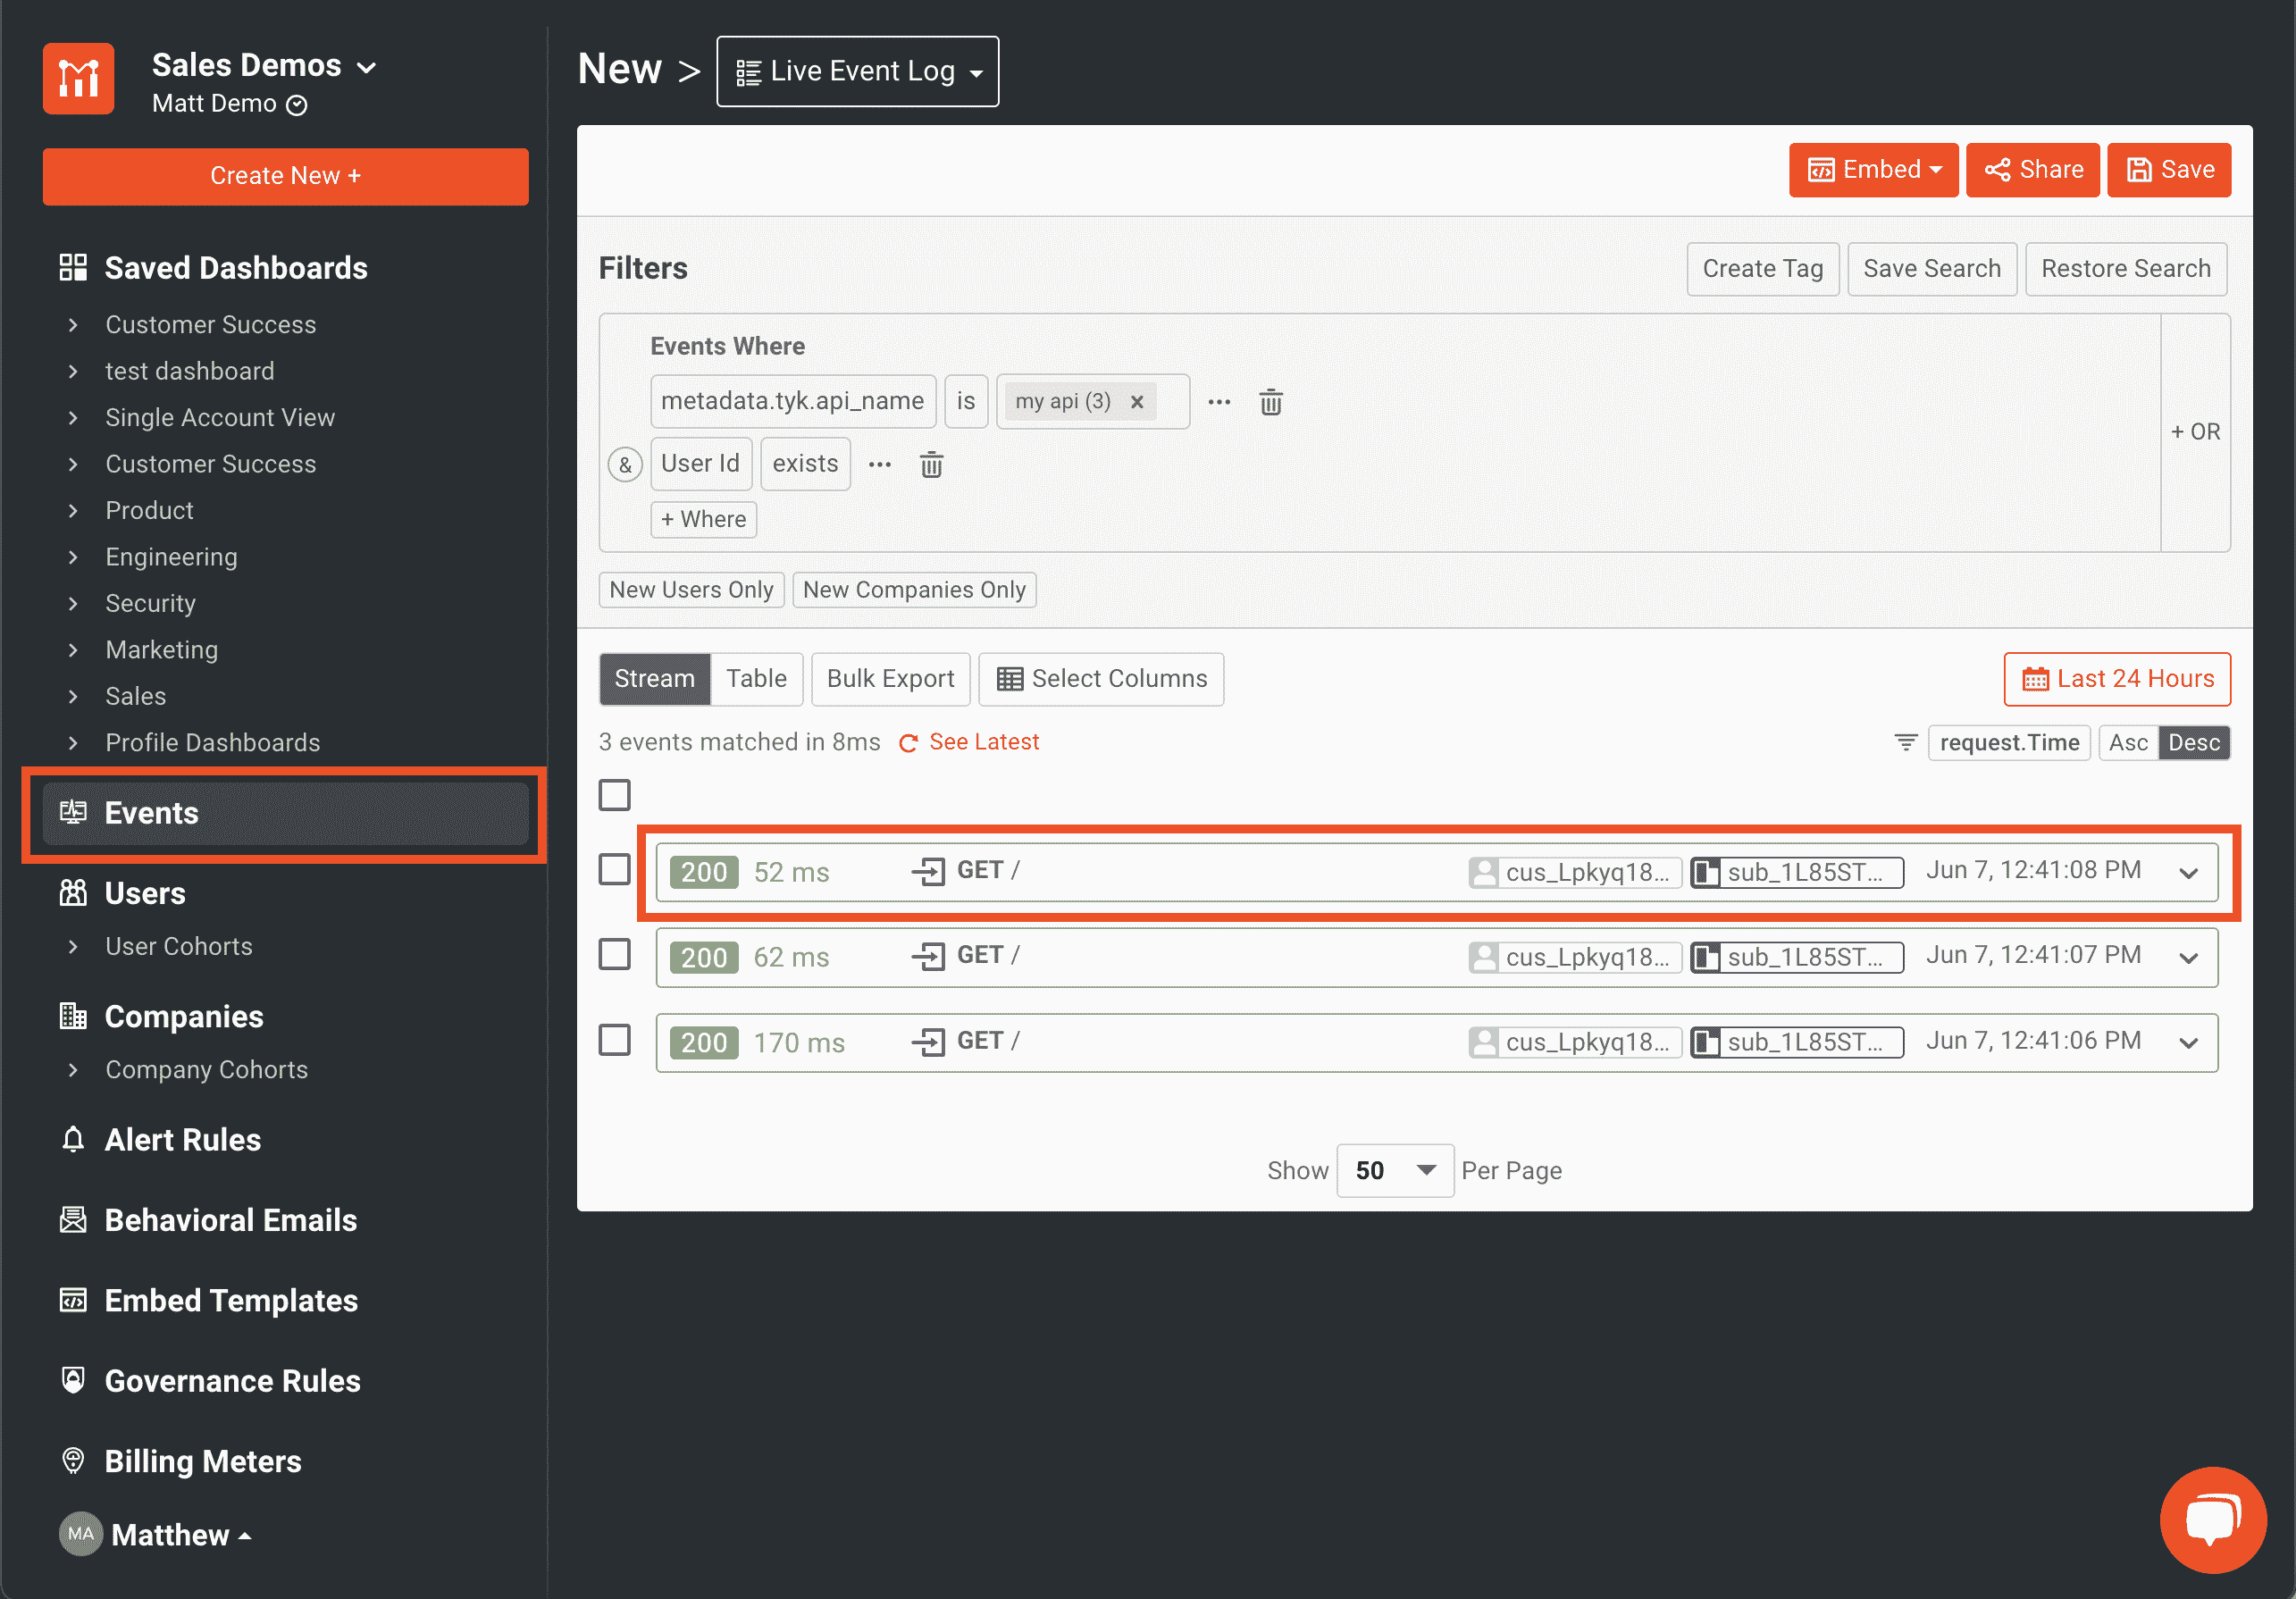 Sales Demos
Matt Demo
Create New +
Saved Dashboards
Customer Success
test dashboard
Single Account View
Customer Success
Product
Engineering
Security
Marketing
Sales
Profile Dashboards
Events
Users
User Cohorts
Companies
Company Cohorts
Alert Rules
Behavioral Emails
Embed Templates
Governance Rules
Billing Meters
MA Matthew
New > Live Event Log
Embed Share Save
Filters Create Tag Save Search Restore Search
Events Where
metadata.tyk.api_name is my api (3) × ···
+ OR
& User Id exists ···
+ Where
New Users Only New Companies Only
Stream Table Bulk Export Select Columns Last 24 Hours
3 events matched in 8ms See Latest request.Time Asc Desc
200 52 ms GET / cus_Lpkyq18... sub_1L85ST... Jun 7, 12:41:08 PM
200 62 ms GET / cus_Lpkyq18... sub_1L85ST... Jun 7, 12:41:07 PM
200 170 ms GET / cus_Lpkyq18... sub_1L85ST... Jun 7, 12:41:06 PM
Show 50 Per Page